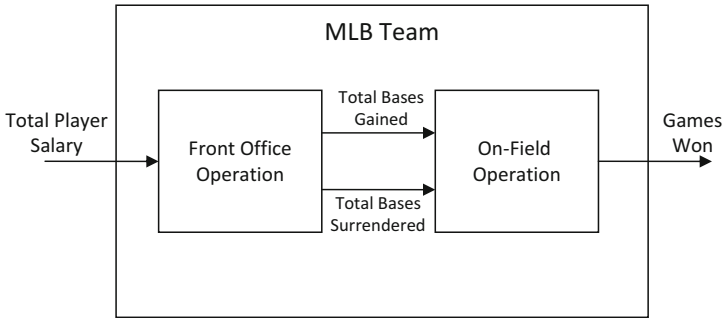 MLB Team
Total Player
Salary
Front Office
Operation
Total Bases
Gained
Total Bases
Surrendered
On-Field
Operation
Games
Won